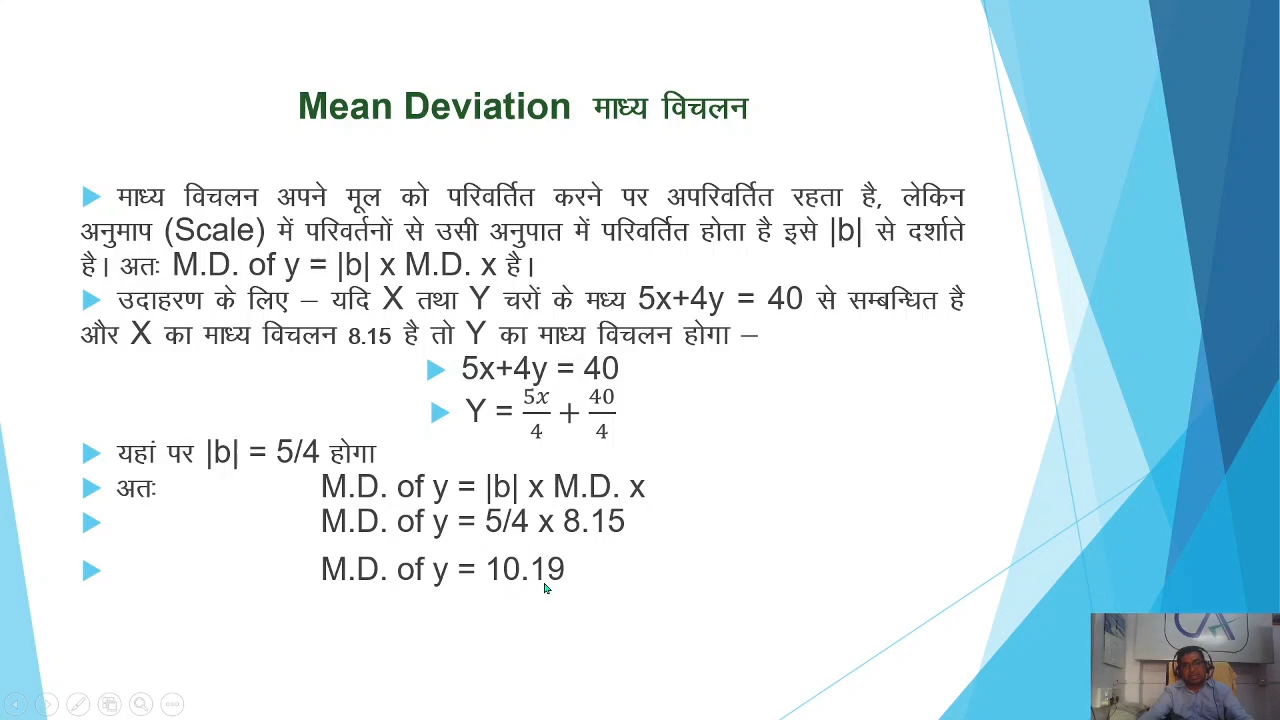 Mean Deviation माध्य विचलन
माध्य विचलन अपने मूल को परिवर्तित करने पर अपरिवर्तित रहता है, लेकिन
अनुमाप (Scale) में परिवर्तनों से उसी अनुपात में परिवर्तित होता है इसे |b| से दर्शाते
है। अतः M.D. of y = |b| x M.D. x है।
उदाहरण के लिए – यदि X तथा Y चरों के मध्य 5x+4y = 40 से सम्बन्धित है
और X का माध्य विचलन 8.15 है तो Y का माध्य विचलन होगा –
5x+4y = 40
Y = 5x/4 + 40/4
यहां पर |b| = 5/4 होगा
अतः M.D. of y = |b| x M.D. x
M.D. of y = 5/4 x 8.15
M.D. of y = 10.19
CA